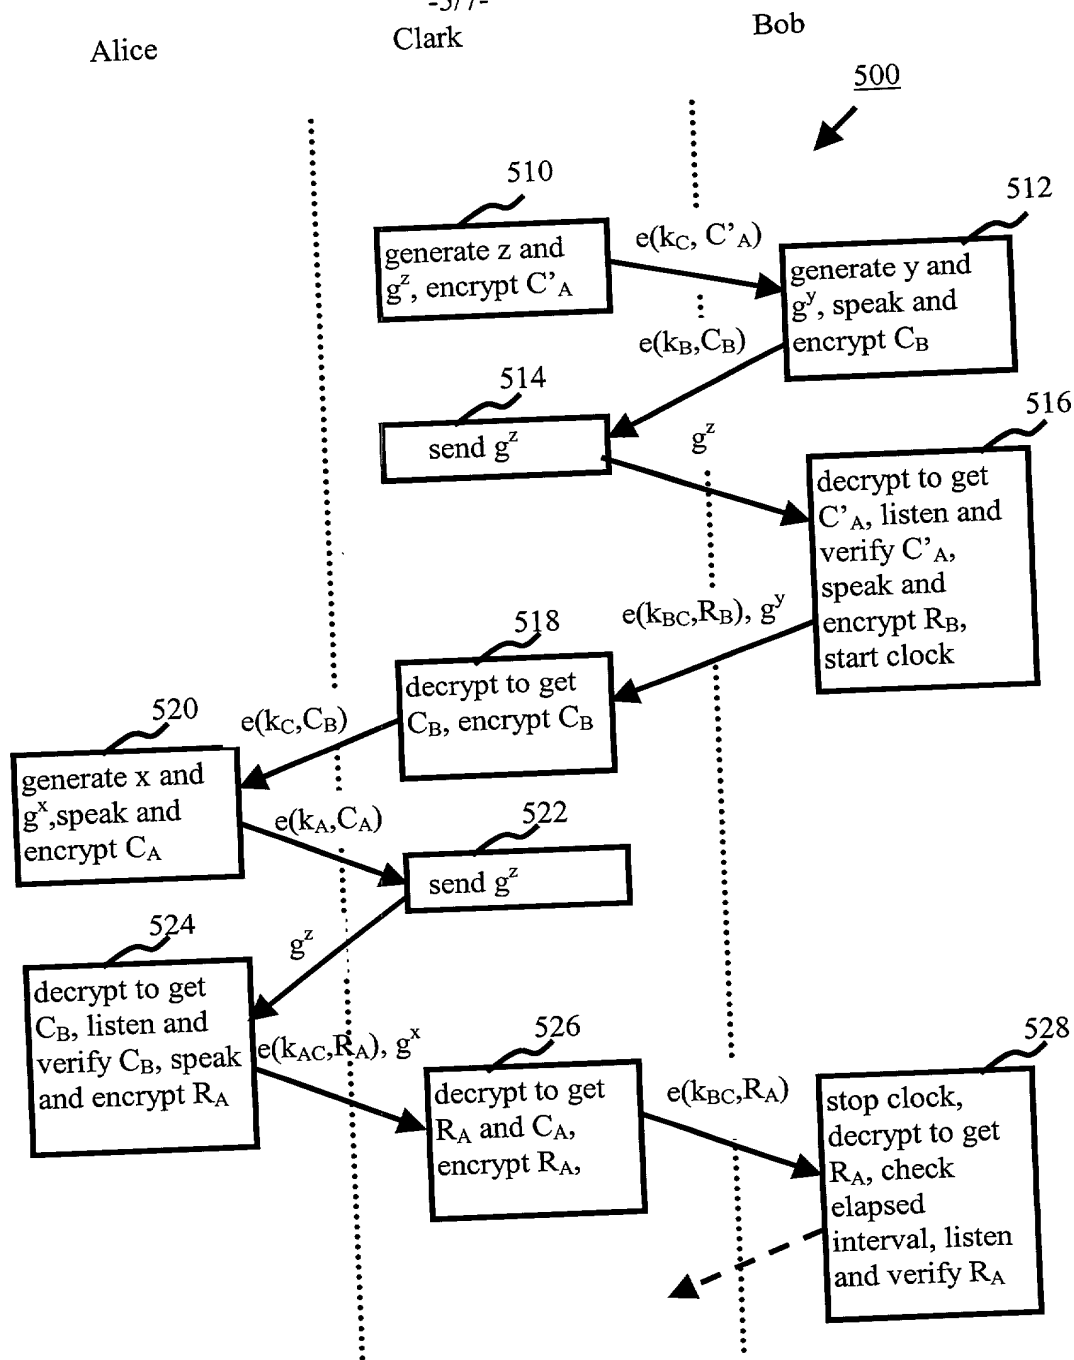 -5/7-
Alice
Clark
Bob
500
510
generate z and
g^z, encrypt C'_A
e(k_C, C'_A)
512
generate y and
g^y, speak and
encrypt C_B
e(k_B,C_B)
514
send g^z
g^z
516
decrypt to get
C'_A, listen and
verify C'_A,
speak and
encrypt R_B,
start clock
e(k_BC,R_B), g^y
518
decrypt to get
C_B, encrypt C_B
e(k_C,C_B)
520
generate x and
g^x,speak and
encrypt C_A
e(k_A,C_A)
522
send g^z
g^z
524
decrypt to get
C_B, listen and
verify C_B, speak
and encrypt R_A
e(k_AC,R_A), g^x
526
decrypt to get
R_A and C_A,
encrypt R_A,
e(k_BC,R_A)
528
stop clock,
decrypt to get
R_A, check
elapsed
interval, listen
and verify R_A